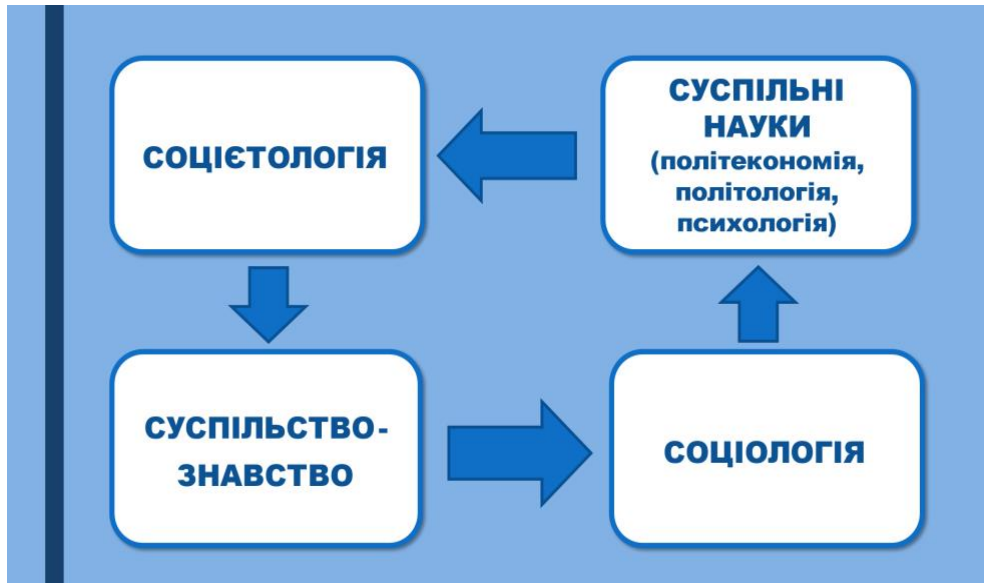 СОЦІЄТОЛОГІЯ
СУСПІЛЬНІ
НАУКИ
(політекономія,
політологія,
психологія)
СУСПІЛЬСТВО-
ЗНАВСТВО
СОЦІОЛОГІЯ